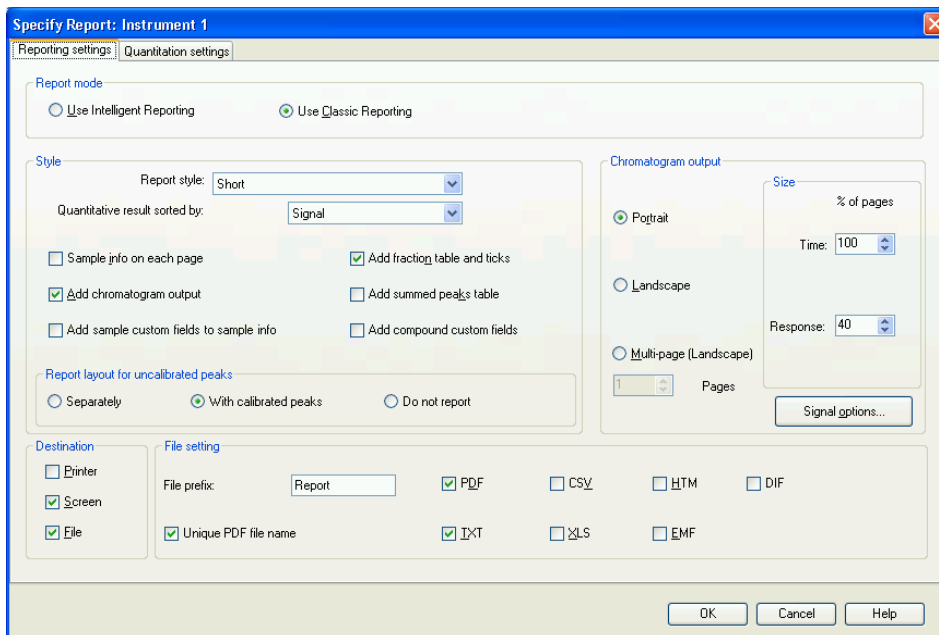 Specify Report: Instrument 1
Reporting settings
Quantitation settings
Report mode
Use Intelligent Reporting
Use Classic Reporting
Style
Report style: Short
Quantitative result sorted by: Signal
Sample info on each page
Add fraction table and ticks
Add chromatogram output
Add summed peaks table
Add sample custom fields to sample info
Add compound custom fields
Report layout for uncalibrated peaks
Separately
With calibrated peaks
Do not report
Chromatogram output
Portrait
Landscape
Multi-page (Landscape)
1 Pages
Size
% of pages
Time: 100
Response: 40
Signal options...
Destination
Printer
Screen
File
File setting
File prefix: Report
PDF
CSV
HTM
DIF
Unique PDF file name
TXT
XLS
EMF
OK
Cancel
Help